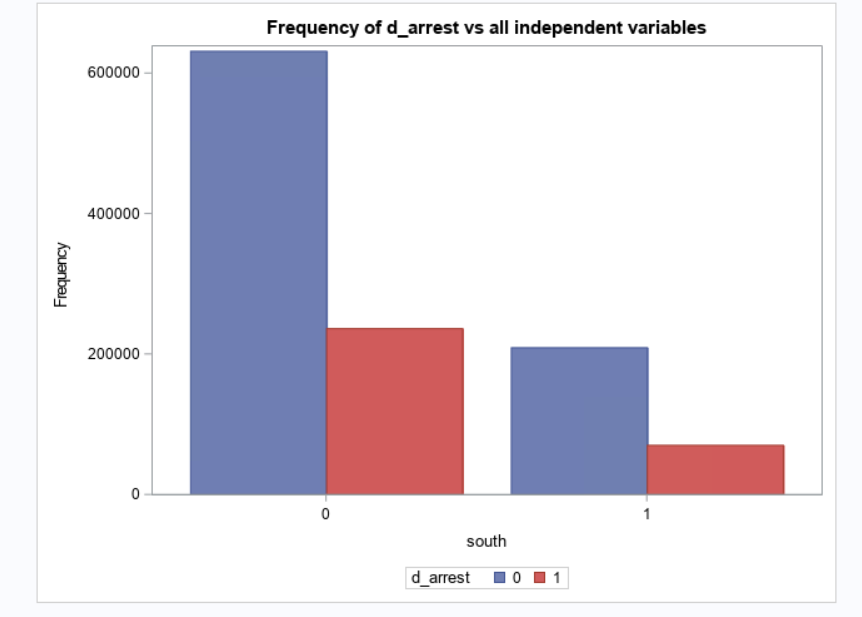 Frequency of d_arrest vs all independent variables
600000
400000
200000
0
Frequency
0 1
south
d_arrest 0 1